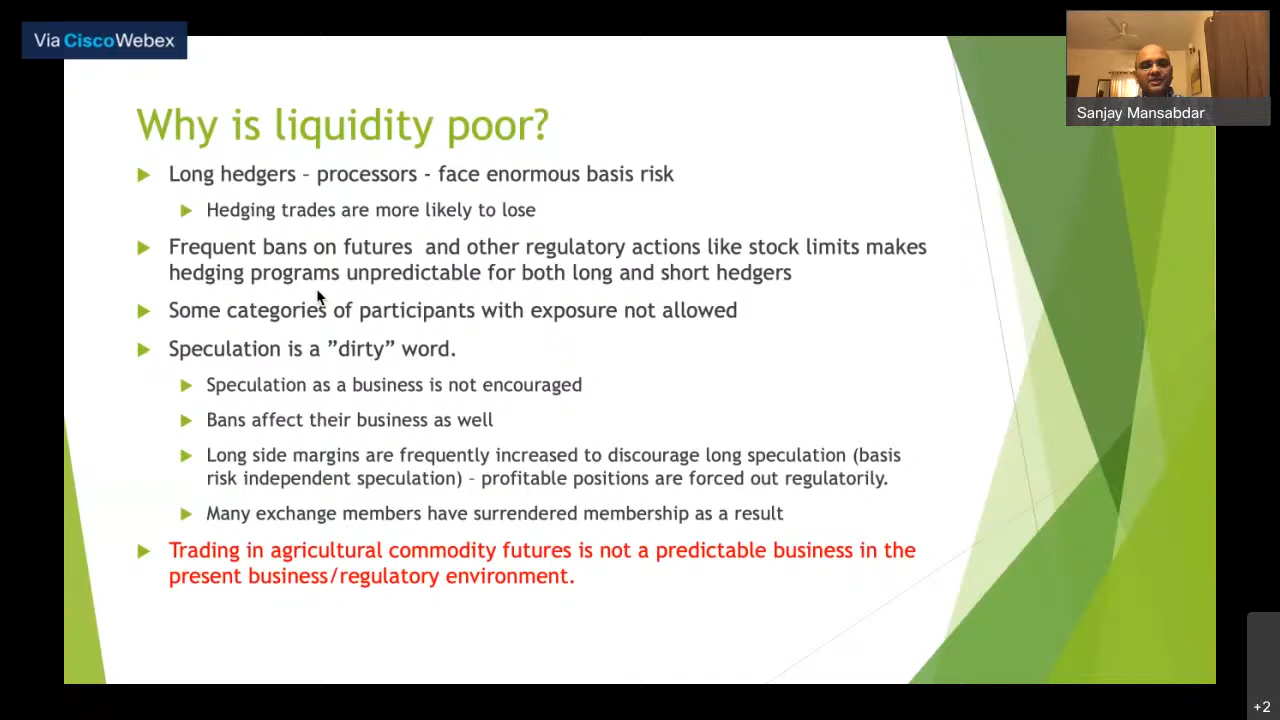 Via CiscoWebex
Sanjay Mansabdar
Why is liquidity poor?
Long hedgers – processors - face enormous basis risk
Hedging trades are more likely to lose
Frequent bans on futures and other regulatory actions like stock limits makes
hedging programs unpredictable for both long and short hedgers
Some categories of participants with exposure not allowed
Speculation is a ”dirty” word.
Speculation as a business is not encouraged
Bans affect their business as well
Long side margins are frequently increased to discourage long speculation (basis
risk independent speculation) – profitable positions are forced out regulatorily.
Many exchange members have surrendered membership as a result
Trading in agricultural commodity futures is not a predictable business in the
present business/regulatory environment.
+2